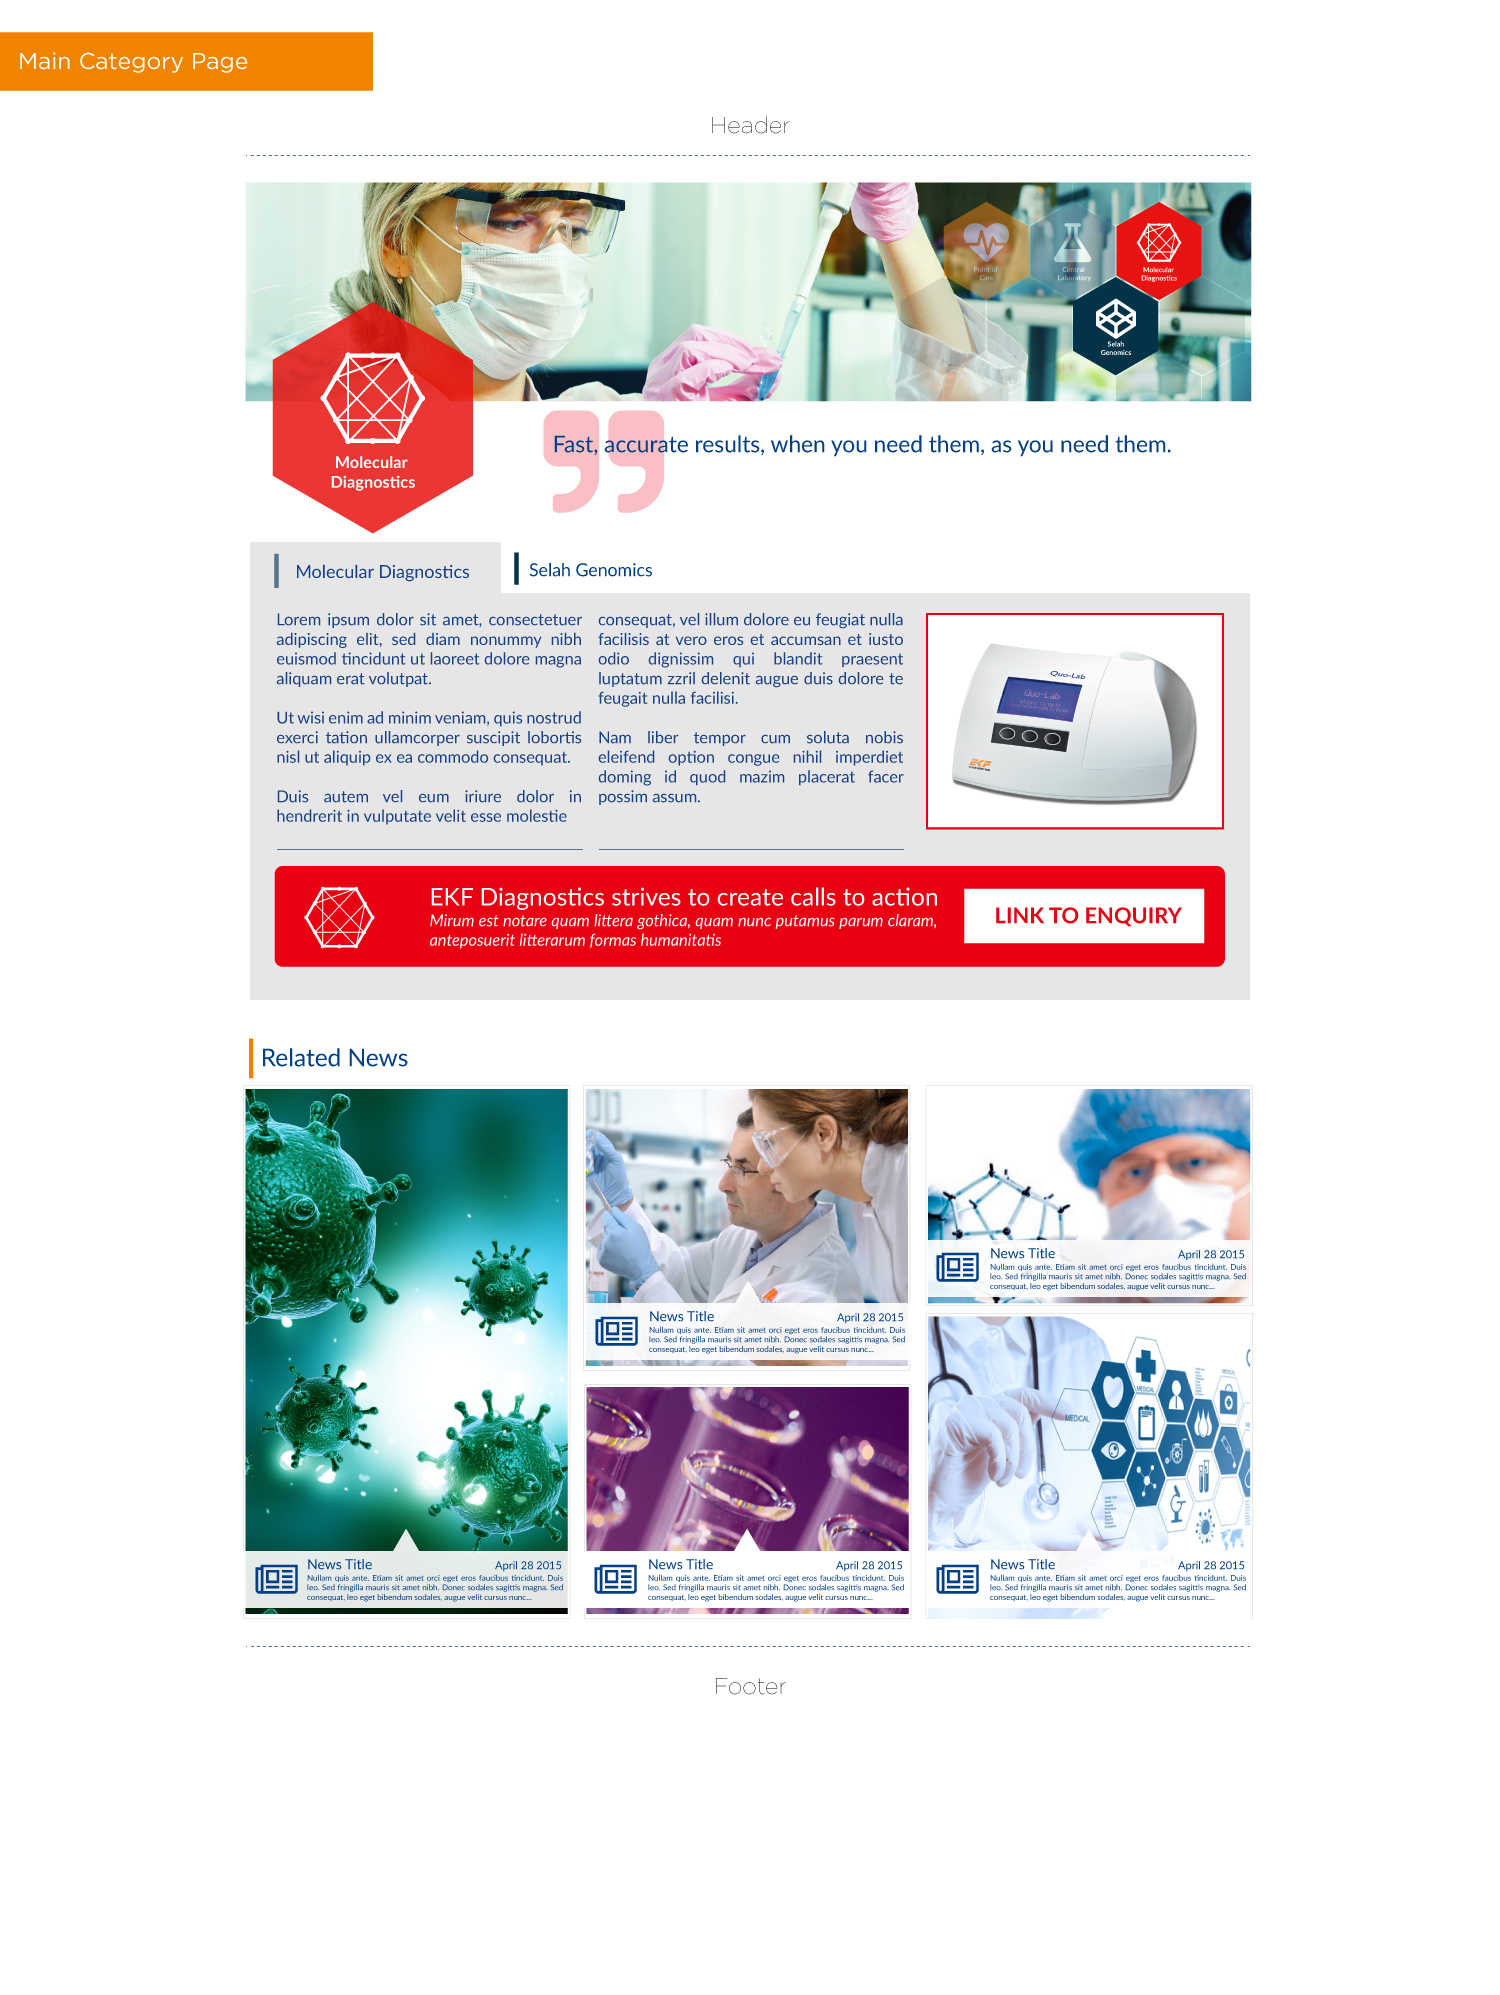 Main Category Page
Header
Point of
Care
Central
Laboratory
Molecular
Diagnostics
Selah
Genomics
Molecular
Diagnostics
Fast, accurate results, when you need them, as you need them.
Molecular Diagnostics
Selah Genomics
Lorem ipsum dolor sit amet, consectetuer
adipiscing elit, sed diam nonummy nibh
euismod tincidunt ut laoreet dolore magna
aliquam erat volutpat.
Ut wisi enim ad minim veniam, quis nostrud
exerci tation ullamcorper suscipit lobortis
nisl ut aliquip ex ea commodo consequat.
Duis autem vel eum iriure dolor in
hendrerit in vulputate velit esse molestie
consequat, vel illum dolore eu feugiat nulla
facilisis at vero eros et accumsan et iusto
odio dignissim qui blandit praesent
luptatum zzril delenit augue duis dolore te
feugait nulla facilisi.
Nam liber tempor cum soluta nobis
eleifend option congue nihil imperdiet
doming id quod mazim placerat facer
possim assum.
Quo-Lab
Quo-Lab
EKF
EKF Diagnostics strives to create calls to action
Mirum est notare quam littera gothica, quam nunc putamus parum claram,
anteposuerit litterarum formas humanitatis
LINK TO ENQUIRY
Related News
News Title April 28 2015
Nullam quis ante. Etiam sit amet orci eget eros faucibus tincidunt. Duis
leo. Sed fringilla mauris sit amet nibh. Donec sodales sagittis magna. Sed
consequat, leo eget bibendum sodales, augue velit cursus nunc...
News Title April 28 2015
Nullam quis ante. Etiam sit amet orci eget eros faucibus tincidunt. Duis
leo. Sed fringilla mauris sit amet nibh. Donec sodales sagittis magna. Sed
consequat, leo eget bibendum sodales, augue velit cursus nunc...
News Title April 28 2015
Nullam quis ante. Etiam sit amet orci eget eros faucibus tincidunt. Duis
leo. Sed fringilla mauris sit amet nibh. Donec sodales sagittis magna. Sed
consequat, leo eget bibendum sodales, augue velit cursus nunc...
MEDICAL
MEDICAL
MEDICAL
News Title April 28 2015
Nullam quis ante. Etiam sit amet orci eget eros faucibus tincidunt. Duis
leo. Sed fringilla mauris sit amet nibh. Donec sodales sagittis magna. Sed
consequat, leo eget bibendum sodales, augue velit cursus nunc...
News Title April 28 2015
Nullam quis ante. Etiam sit amet orci eget eros faucibus tincidunt. Duis
leo. Sed fringilla mauris sit amet nibh. Donec sodales sagittis magna. Sed
consequat, leo eget bibendum sodales, augue velit cursus nunc...
Footer